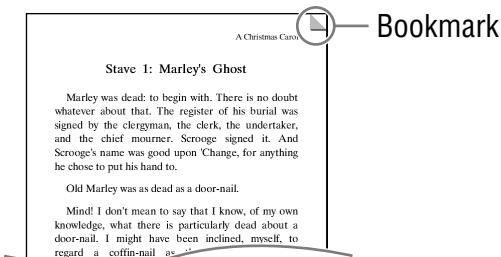 Bookmark
A Christmas Carol
Stave 1: Marley's Ghost
Marley was dead: to begin with. There is no doubt
whatever about that. The register of his burial was
signed by the clergyman, the clerk, the undertaker,
and the chief mourner. Scrooge signed it. And
Scrooge's name was good upon 'Change, for anything
he chose to put his hand to.
Old Marley was as dead as a door-nail.
Mind! I don't mean to say that I know, of my own
knowledge, what there is particularly dead about a
door-nail. I might have been inclined, myself, to
regard a coffin-nail as